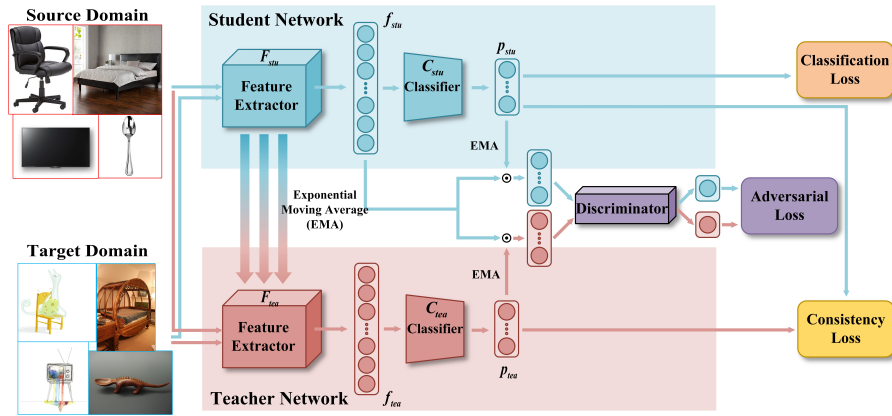 Source Domain
Student Network
f_stu
F_stu
Feature
Extractor
C_stu
Classifier
p_stu
Classification
Loss
EMA
Exponential
Moving Average
(EMA)
Discriminator
Adversarial
Loss
Target Domain
EMA
F_tea
Feature
Extractor
C_tea
Classifier
p_tea
Consistency
Loss
f_tea
Teacher Network